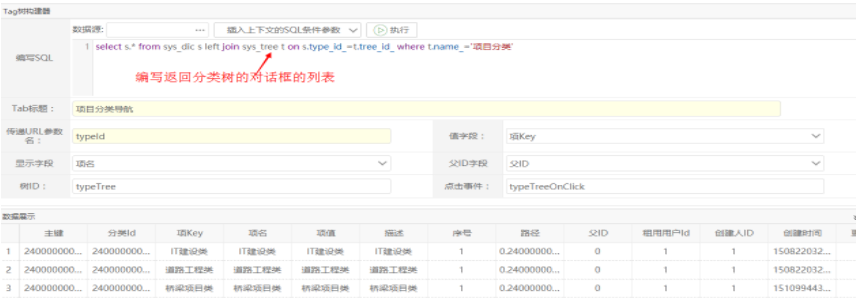 Tag树构建器
数据源: ... 插入上下文的SQL条件参数 执行
编写SQL
1 select s.* from sys_dic s left join sys_tree t on s.type_id_=t.tree_id_ where t.name_='项目分类'
编写返回分类树的对话框的列表
Tab标题： 项目分类导航
传递URL参数名： typeId 值字段： 项Key
显示字段 项名 父ID字段 父ID
树ID： typeTree 点击事件： typeTreeOnClick
数据展示
主键 分类Id 项Key 项名 项值 描述 序号 路径 父ID 租用用户Id 创建人ID 创建时间
1 240000000... 240000000... IT建设类 IT建设类 IT建设类 IT建设类 1 0.24000000... 0 1 1 150822032...
2 240000000... 240000000... 道路工程类 道路工程类 道路工程类 道路工程类 1 0.24000000... 0 1 1 150822032...
3 240000000... 240000000... 桥梁项目类 桥梁项目类 桥梁项目类 桥梁项目类 1 0.24000000... 0 1 1 151099443...